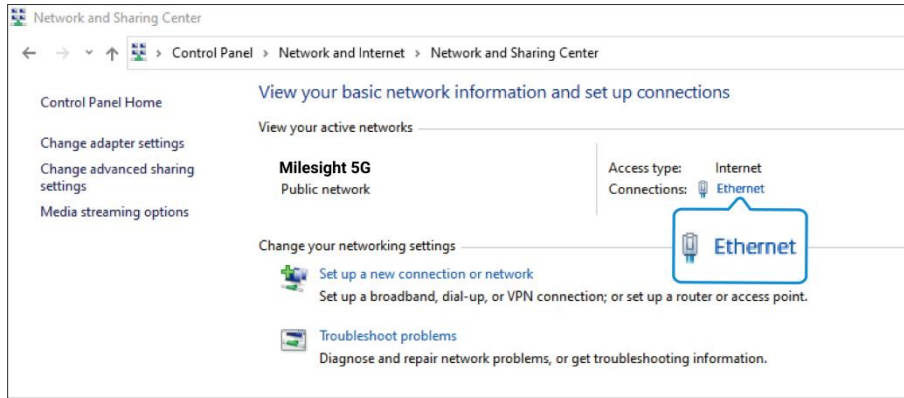 Network and Sharing Center
Control Panel > Network and Internet > Network and Sharing Center
Control Panel Home
Change adapter settings
Change advanced sharing
settings
Media streaming options
View your basic network information and set up connections
View your active networks
Milesight 5G
Public network
Access type: Internet
Connections: Ethernet
Ethernet
Change your networking settings
Set up a new connection or network
Set up a broadband, dial-up, or VPN connection; or set up a router or access point.
Troubleshoot problems
Diagnose and repair network problems, or get troubleshooting information.